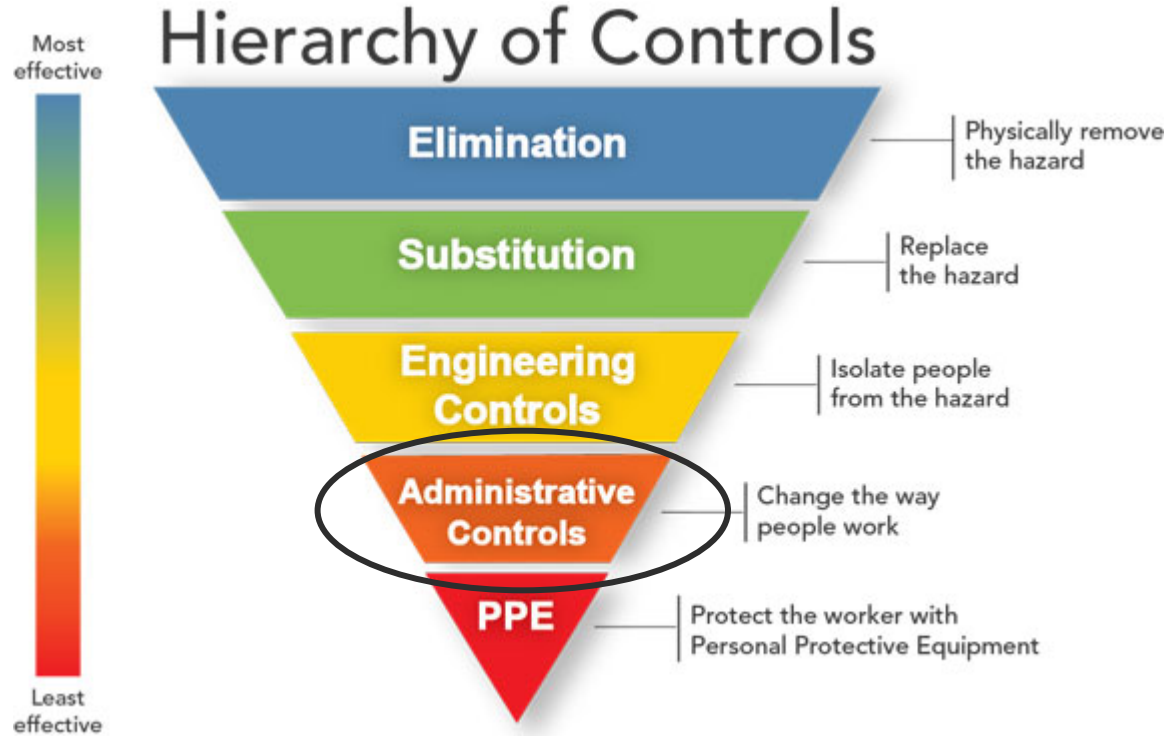 Hierarchy of Controls
Most
effective
Elimination
Physically remove
the hazard
Substitution
Replace
the hazard
Engineering
Controls
Isolate people
from the hazard
Administrative
Controls
Change the way
people work
PPE
Protect the worker with
Personal Protective Equipment
Least
effective